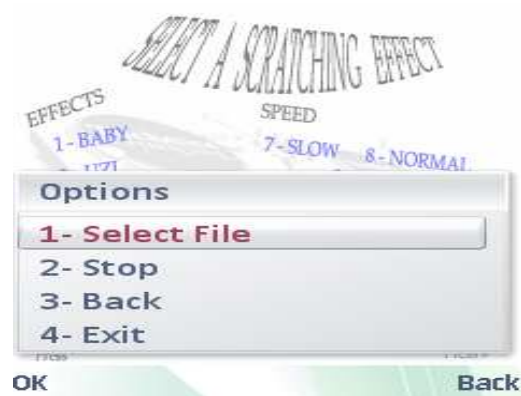 SELECT A SCRATCHING EFFECT
EFFECTS
SPEED
1-BABY
7-SLOW 8-NORMAL
UZI
Options
1- Select File
2- Stop
3- Back
4- Exit
OK
Back